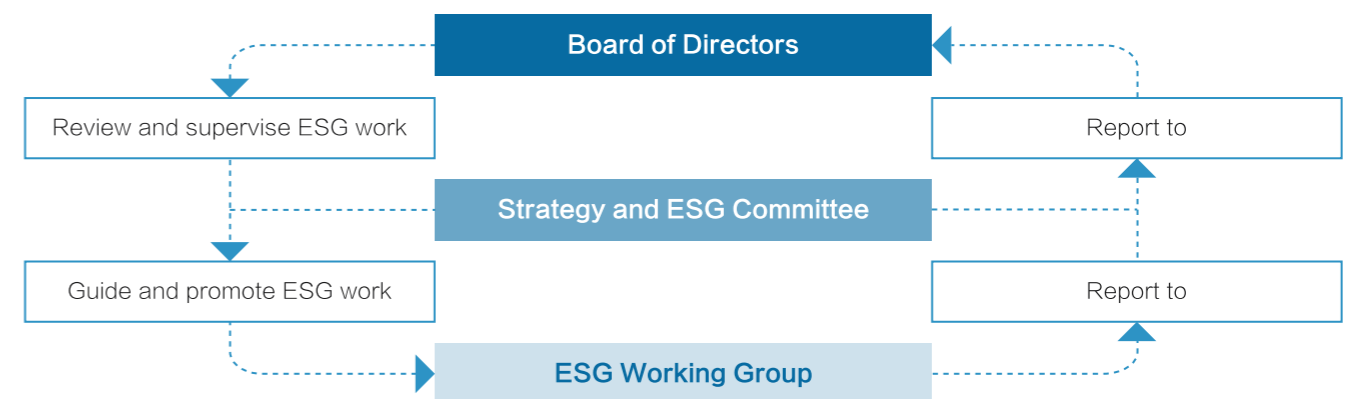 Board of Directors
Review and supervise ESG work
Report to
Strategy and ESG Committee
Guide and promote ESG work
Report to
ESG Working Group